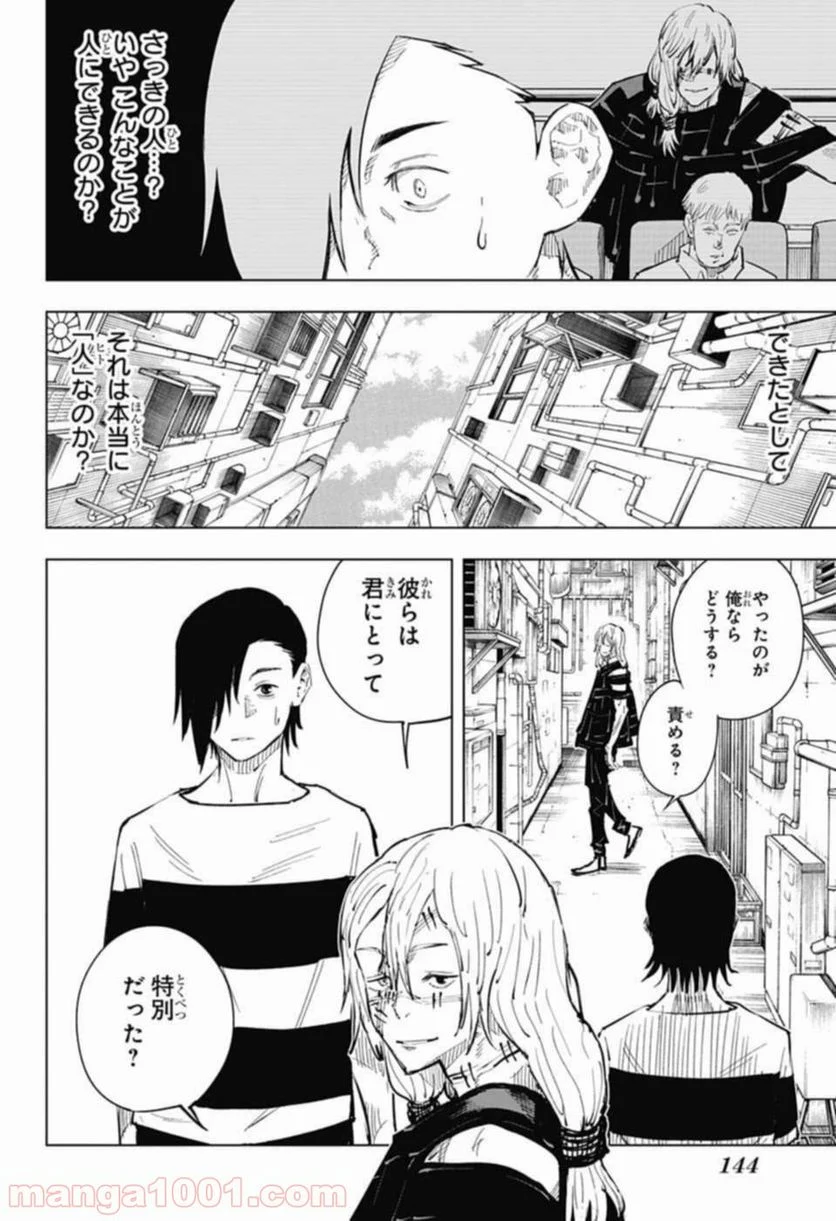 さっきの人…？
いや こんなことが
人にできるのか？
できたとして
それは本当に
「人」なのか？
やったのが
俺なら
どうする？
責める？
彼らは
君にとって
特別
だった？
144
manga1001.com